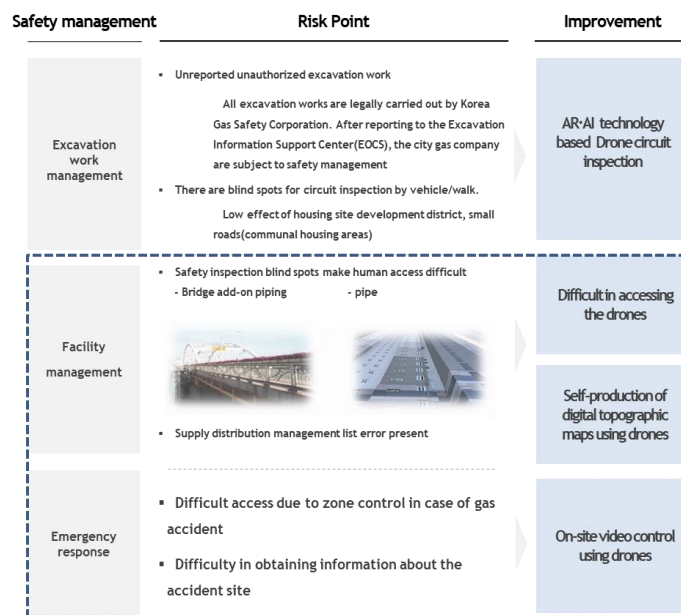 Safety management
Risk Point
Improvement
Excavation
work
management
▪ Unreported unauthorized excavation work
All excavation works are legally carried out by Korea
Gas Safety Corporation. After reporting to the Excavation
Information Support Center(EOCS), the city gas company
are subject to safety management
▪ There are blind spots for circuit inspection by vehicle/walk.
Low effect of housing site development district, small
roads(communal housing areas)
AR•AI technology
based Drone circuit
inspection
Facility
management
▪ Safety inspection blind spots make human access difficult
- Bridge add-on piping - pipe
▪ Supply distribution management list error present
Difficult in accessing
the drones
Self-production of
digital topographic
maps using drones
Emergency
response
▪ Difficult access due to zone control in case of gas
accident
▪ Difficulty in obtaining information about the
accident site
On-site video control
using drones